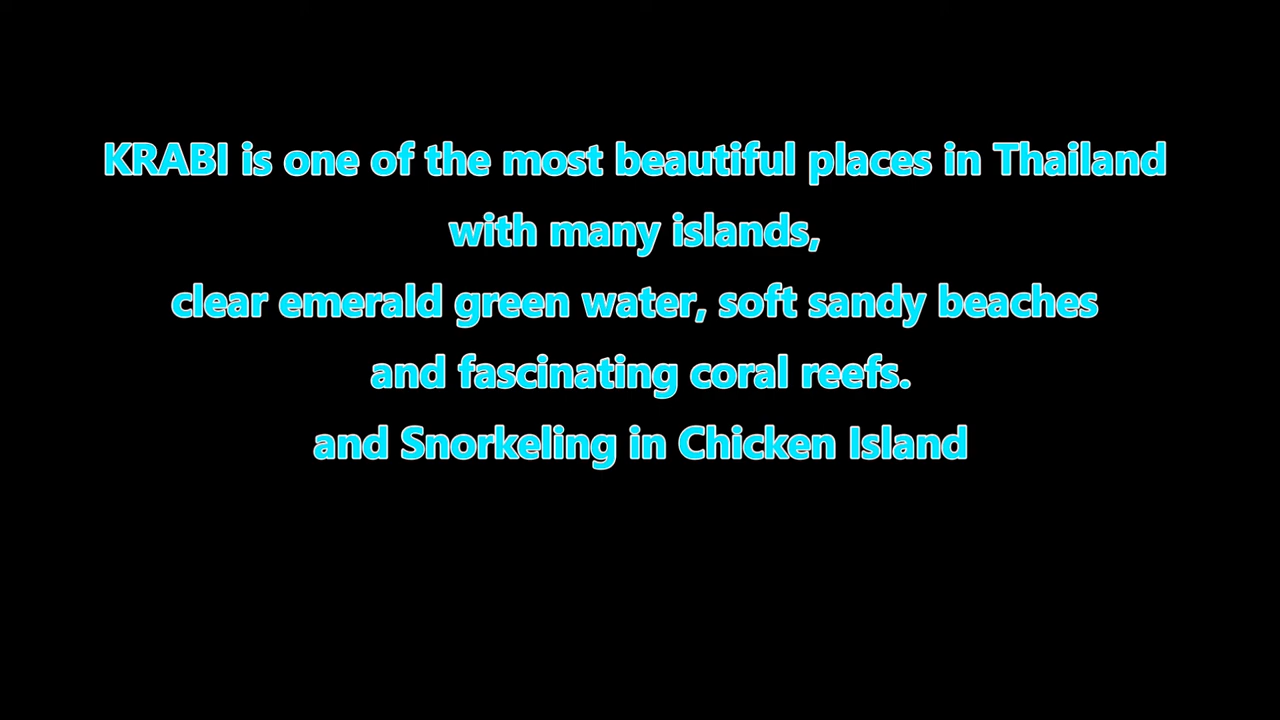 KRABI is one of the most beautiful places in Thailand
with many islands,
clear emerald green water, soft sandy beaches
and fascinating coral reefs.
and Snorkeling in Chicken Island